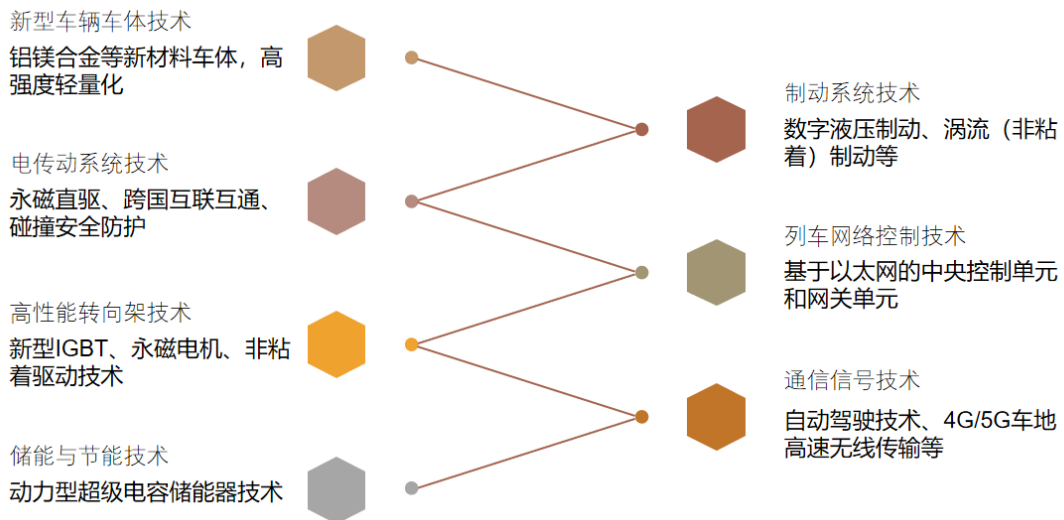 新型车辆车体技术
铝镁合金等新材料车体，高
强度轻量化
制动系统技术
数字液压制动、涡流（非粘
着）制动等
电传动系统技术
永磁直驱、跨国互联互通、
碰撞安全防护
列车网络控制技术
基于以太网的中央控制单元
和网关单元
高性能转向架技术
新型IGBT、永磁电机、非粘
着驱动技术
通信信号技术
自动驾驶技术、4G/5G车地
高速无线传输等
储能与节能技术
动力型超级电容储能器技术